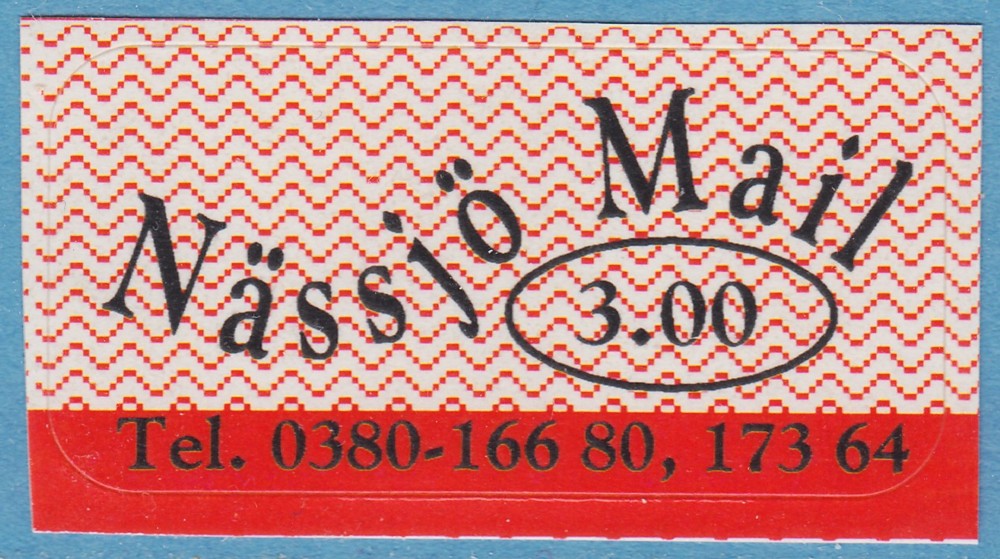 Nässjö Mail
3.00
Tel. 0380-166 80, 173 64